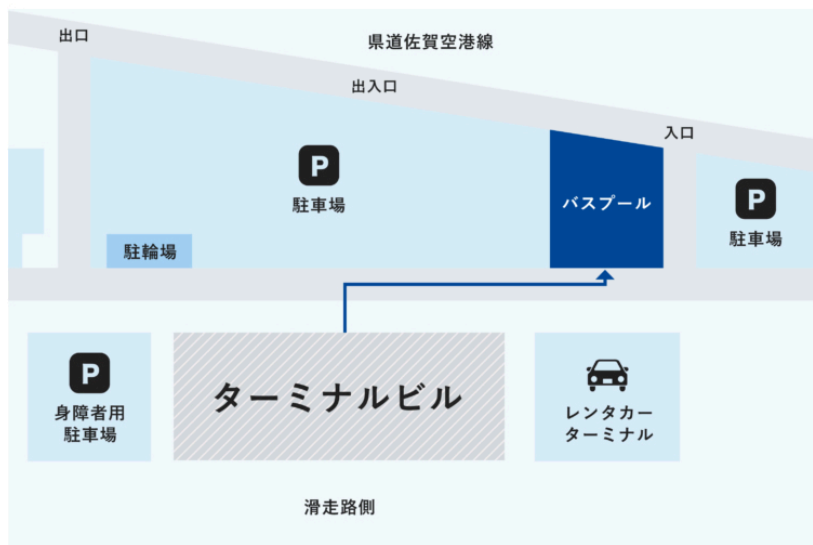 出口
県道佐賀空港線
出入口
入口
P
駐車場
バスプール
P
駐車場
駐輪場
P
身障者用
駐車場
ターミナルビル
レンタカー
ターミナル
滑走路側